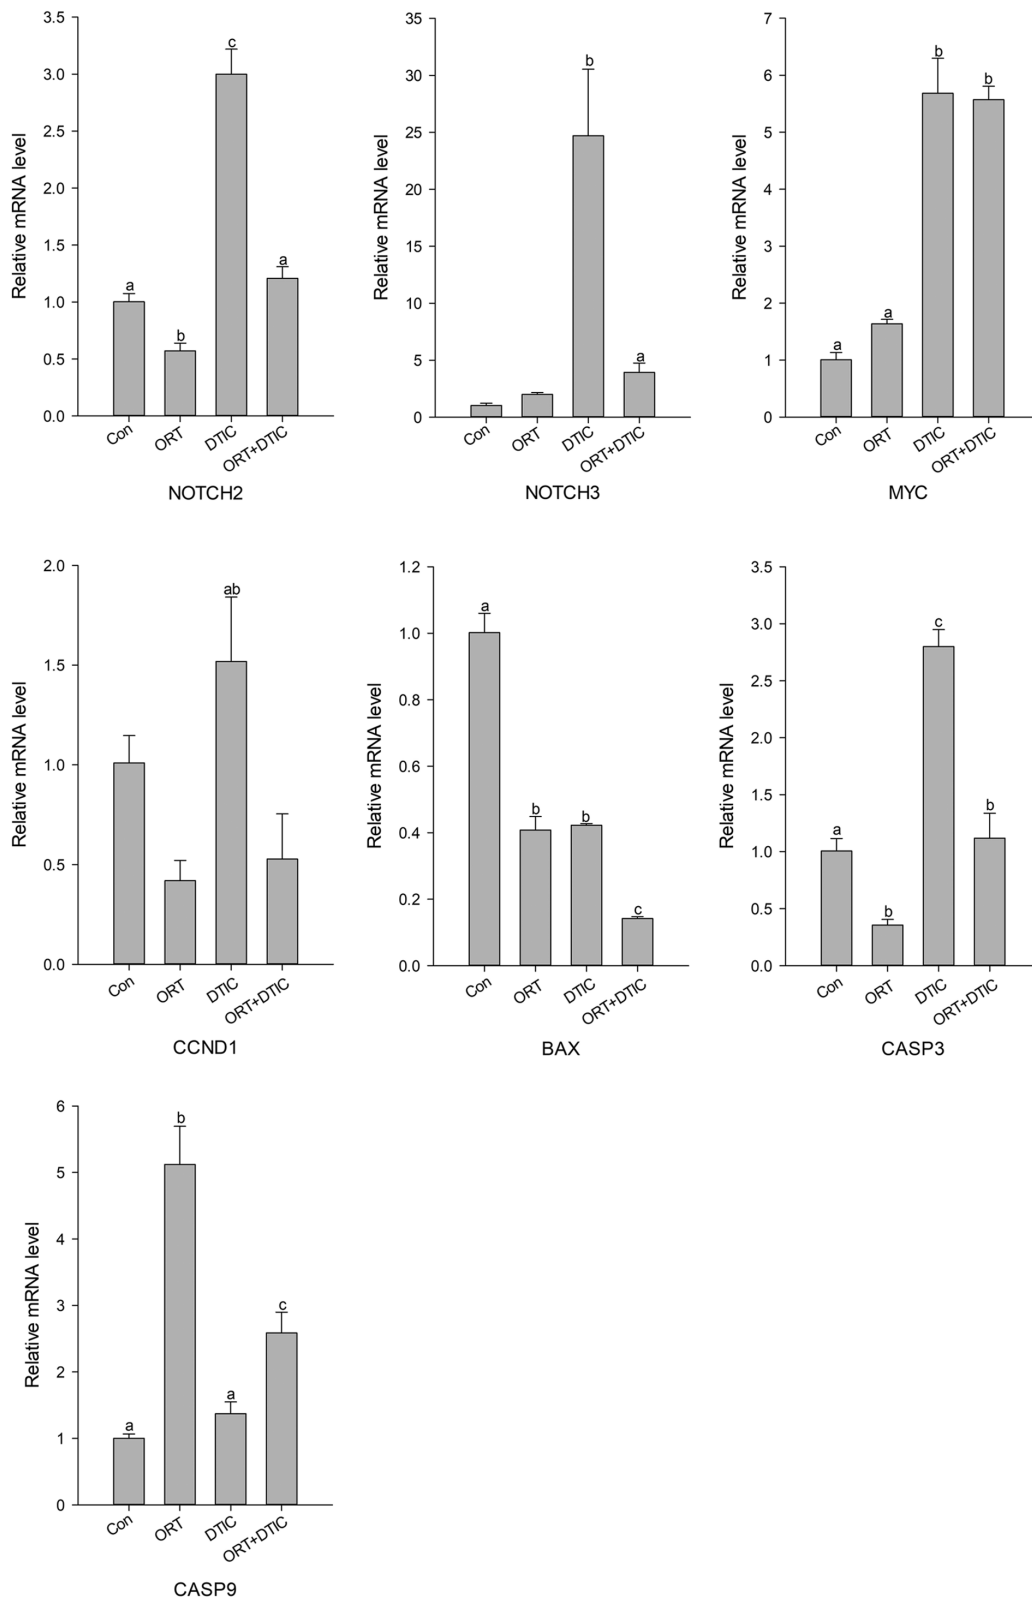 3.5
3.0
2.5
2.0
1.5
1.0
0.5
0.0
Relative mRNA level
a
b
c
a
Con
ORT
DTIC
ORT+DTIC
NOTCH2
35
30
25
20
15
10
5
0
Relative mRNA level
b
a
Con
ORT
DTIC
ORT+DTIC
NOTCH3
7
6
5
4
3
2
1
0
Relative mRNA level
a
a
b
b
Con
ORT
DTIC
ORT+DTIC
MYC
2.0
1.5
1.0
0.5
0.0
Relative mRNA level
ab
Con
ORT
DTIC
ORT+DTIC
CCND1
1.2
1.0
0.8
0.6
0.4
0.2
0.0
Relative mRNA level
a
b
b
c
Con
ORT
DTIC
ORT+DTIC
BAX
3.5
3.0
2.5
2.0
1.5
1.0
0.5
0.0
Relative mRNA level
a
b
c
b
Con
ORT
DTIC
ORT+DTIC
CASP3
6
5
4
3
2
1
0
Relative mRNA level
a
b
a
c
Con
ORT
DTIC
ORT+DTIC
CASP9